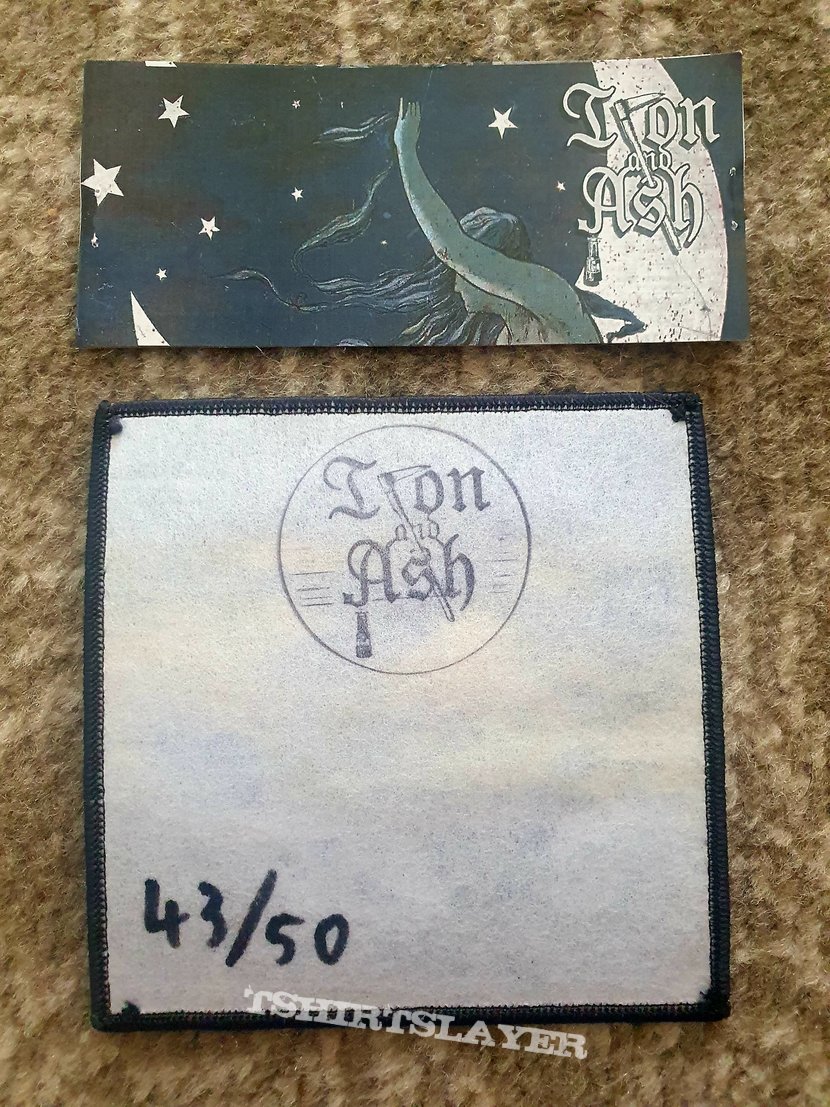 Iron
and
Ash
Iron
and
Ash
43/50
TSHIRTSLAYER